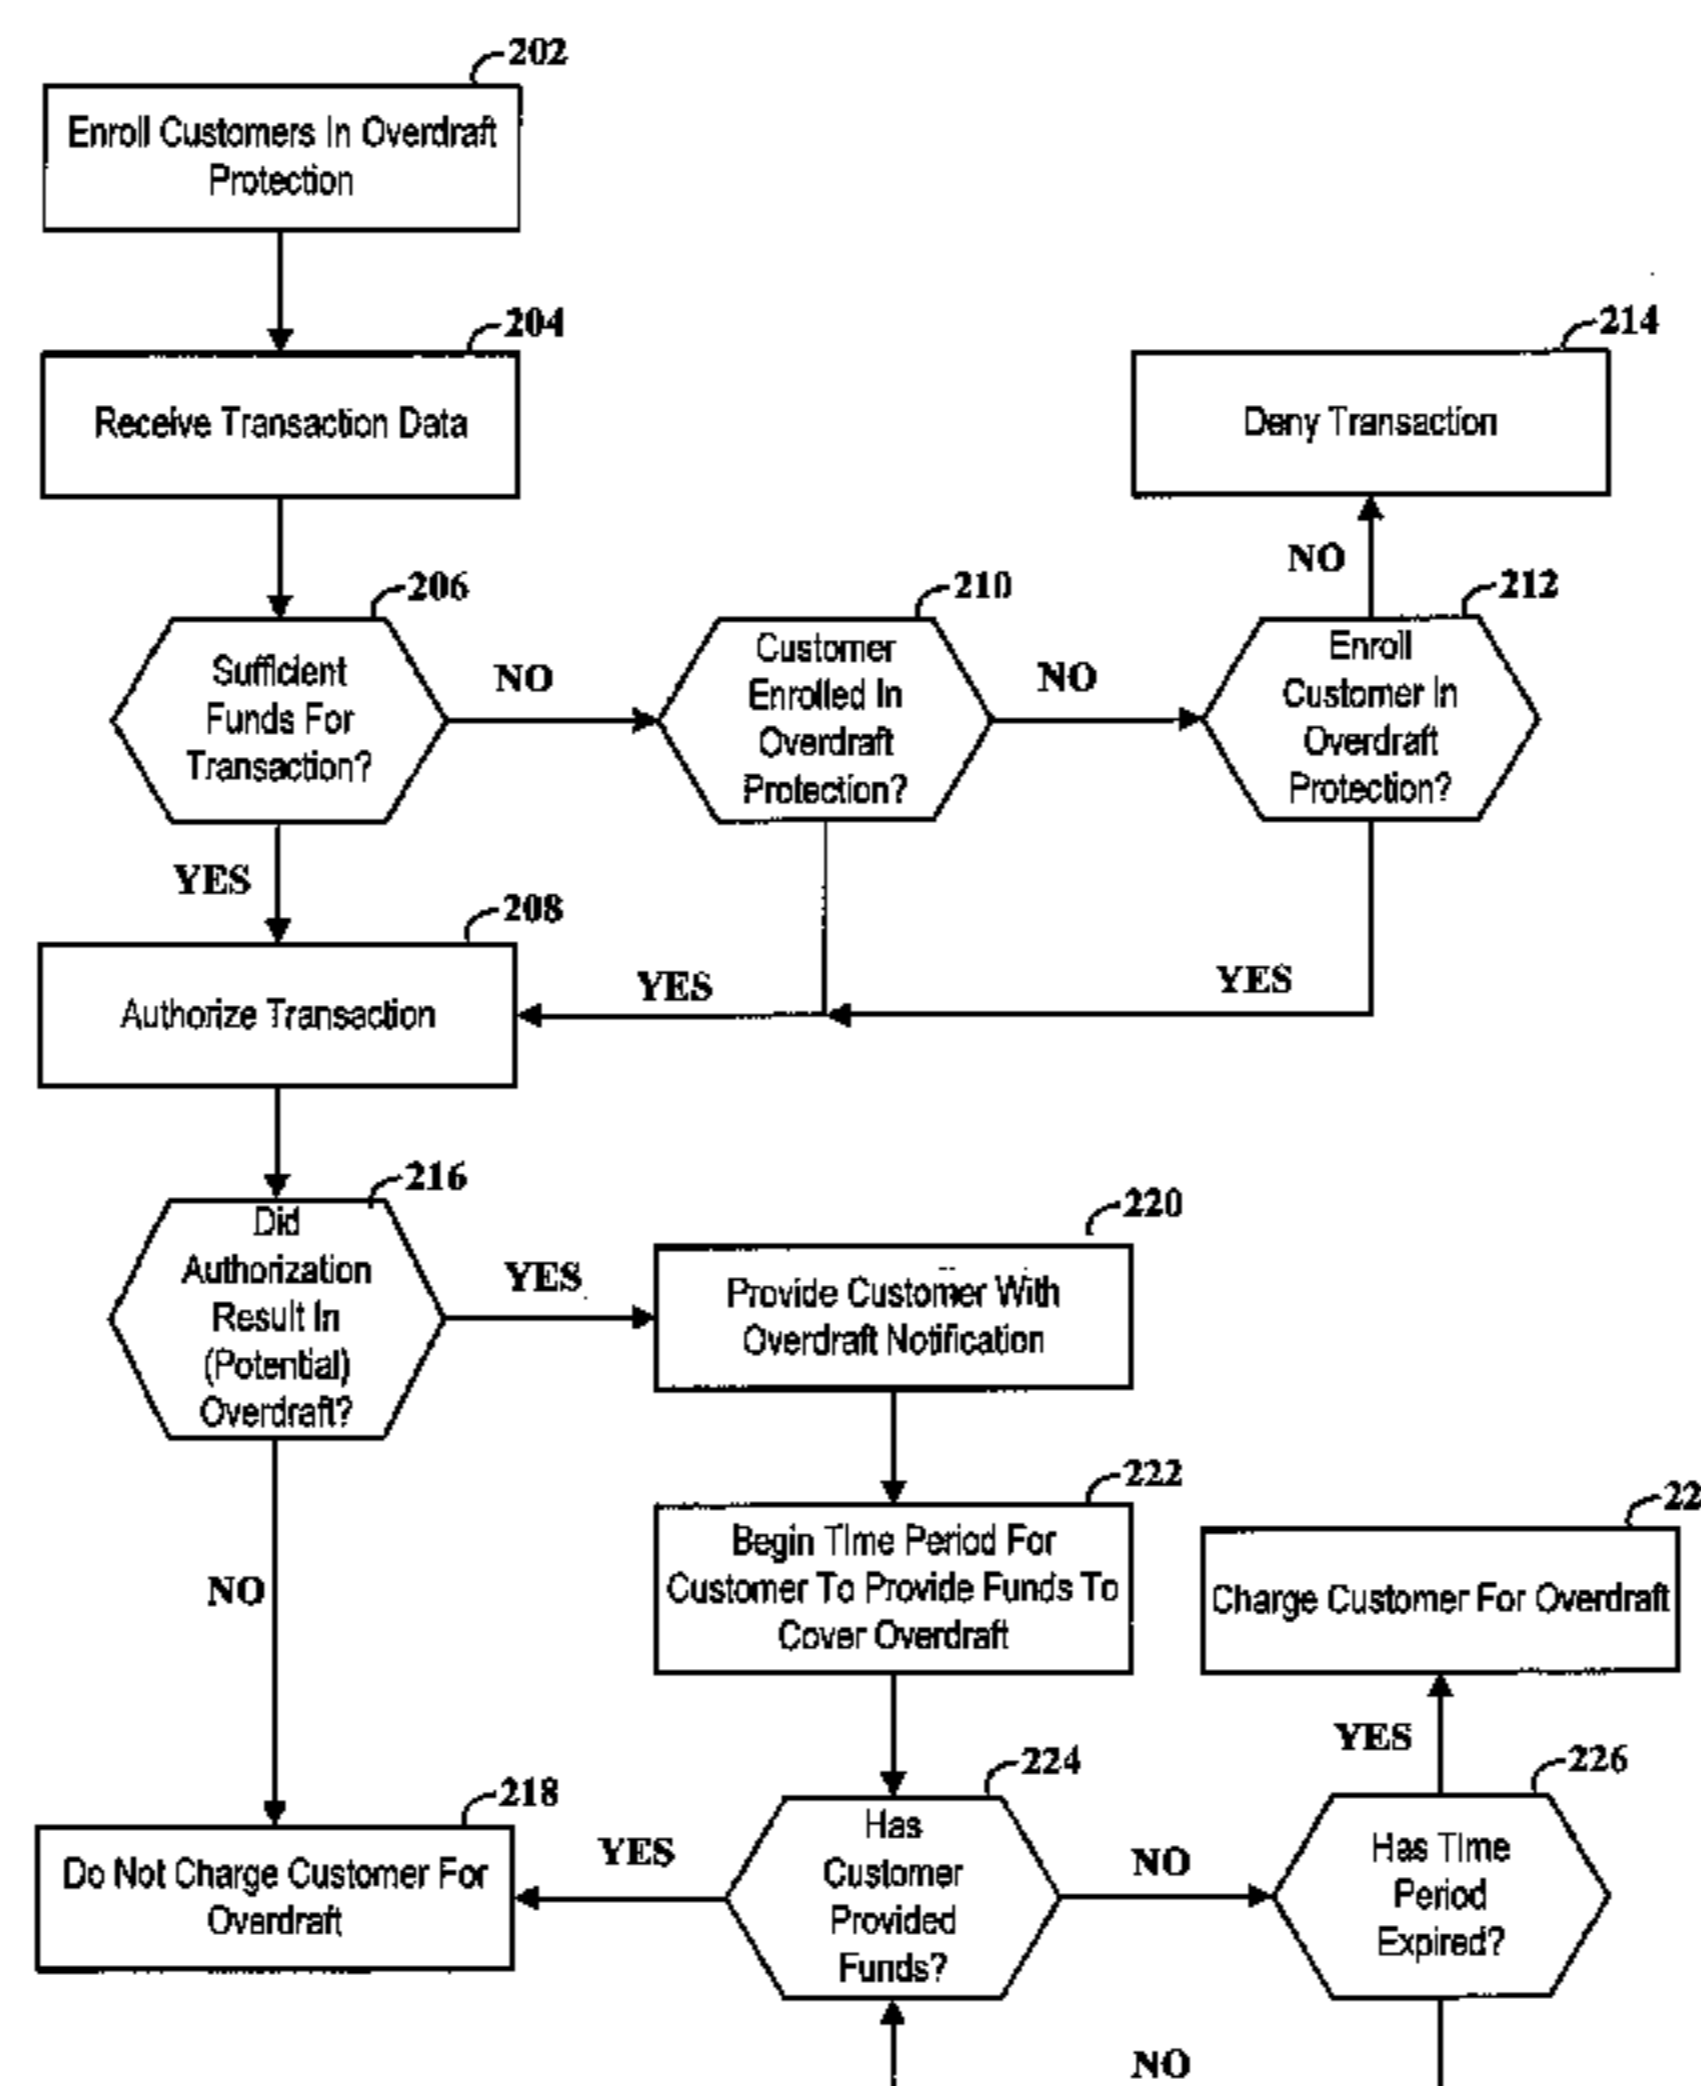 202
Enroll Customers In Overdraft
Protection
204
Receive Transaction Data
214
Deny Transaction
NO
206
Sufficient
Funds For
Transaction?
NO
210
Customer
Enrolled In
Overdraft
Protection?
NO
212
Enroll
Customer In
Overdraft
Protection?
YES
208
Authorize Transaction
YES
YES
216
Did
Authorization
Result In
(Potential)
Overdraft?
YES
220
Provide Customer With
Overdraft Notification
222
Begin Time Period For
Customer To Provide Funds To
Cover Overdraft
22
Charge Customer For Overdraft
NO
YES
218
Do Not Charge Customer For
Overdraft
YES
224
Has
Customer
Provided
Funds?
NO
226
Has Time
Period
Expired?
NO